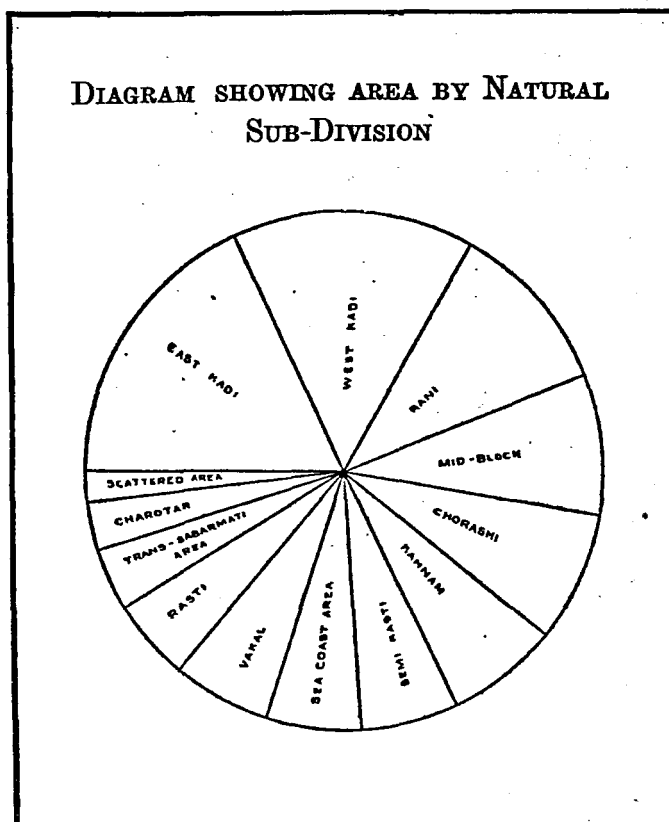 DIAGRAM SHOWING AREA BY NATURAL
SUB-DIVISION
WEST KADI
EAST KADI
RANI
MID-BLOCK
SCATTERED AREA
CHORASHI
CHAROTAR
KAHNAM
TRANS-SABARMATI
AREA
RASTI
SEMI RASTI
VAKAL
SEA COAST AREA